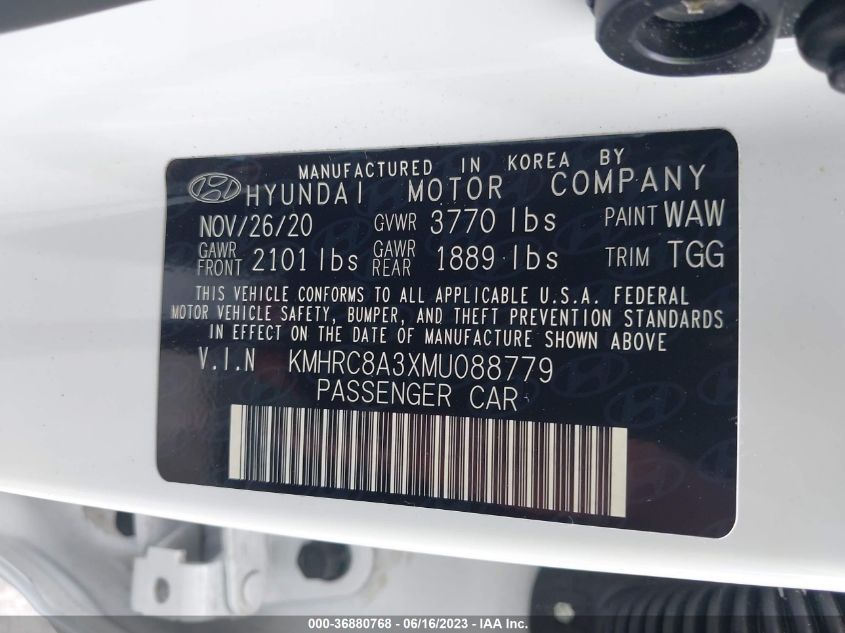 MANUFACTURED IN KOREA BY
HYUNDAI MOTOR COMPANY
NOV/26/20 GVWR 3770 lbs PAINT WAW
GAWR FRONT 2101 lbs GAWR REAR 1889 lbs TRIM TGG
THIS VEHICLE CONFORMS TO ALL APPLICABLE U.S.A. FEDERAL
MOTOR VEHICLE SAFETY, BUMPER, AND THEFT PREVENTION STANDARDS
IN EFFECT ON THE DATE OF MANUFACTURE SHOWN ABOVE
V.I.N KMHRC8A3XMU088779
PASSENGER CAR
000-36880768 - 06/16/2023 - IAA Inc.